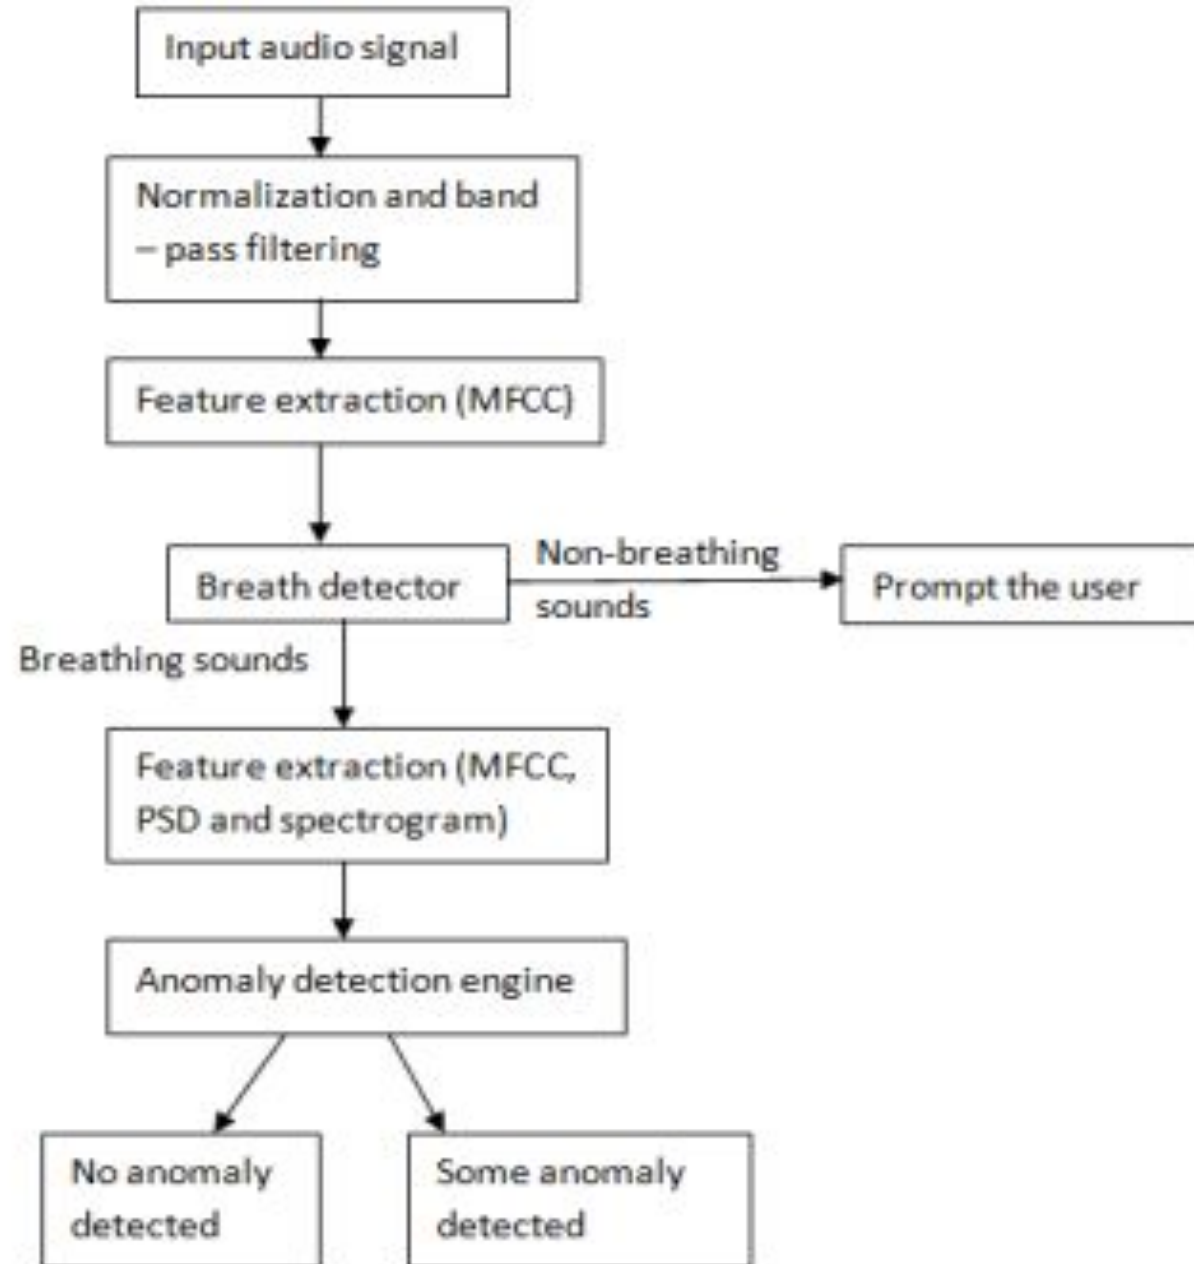 Input audio signal
Normalization and band
– pass filtering
Feature extraction (MFCC)
Breath detector
Non-breathing
sounds
Prompt the user
Breathing sounds
Feature extraction (MFCC,
PSD and spectrogram)
Anomaly detection engine
No anomaly
detected
Some anomaly
detected